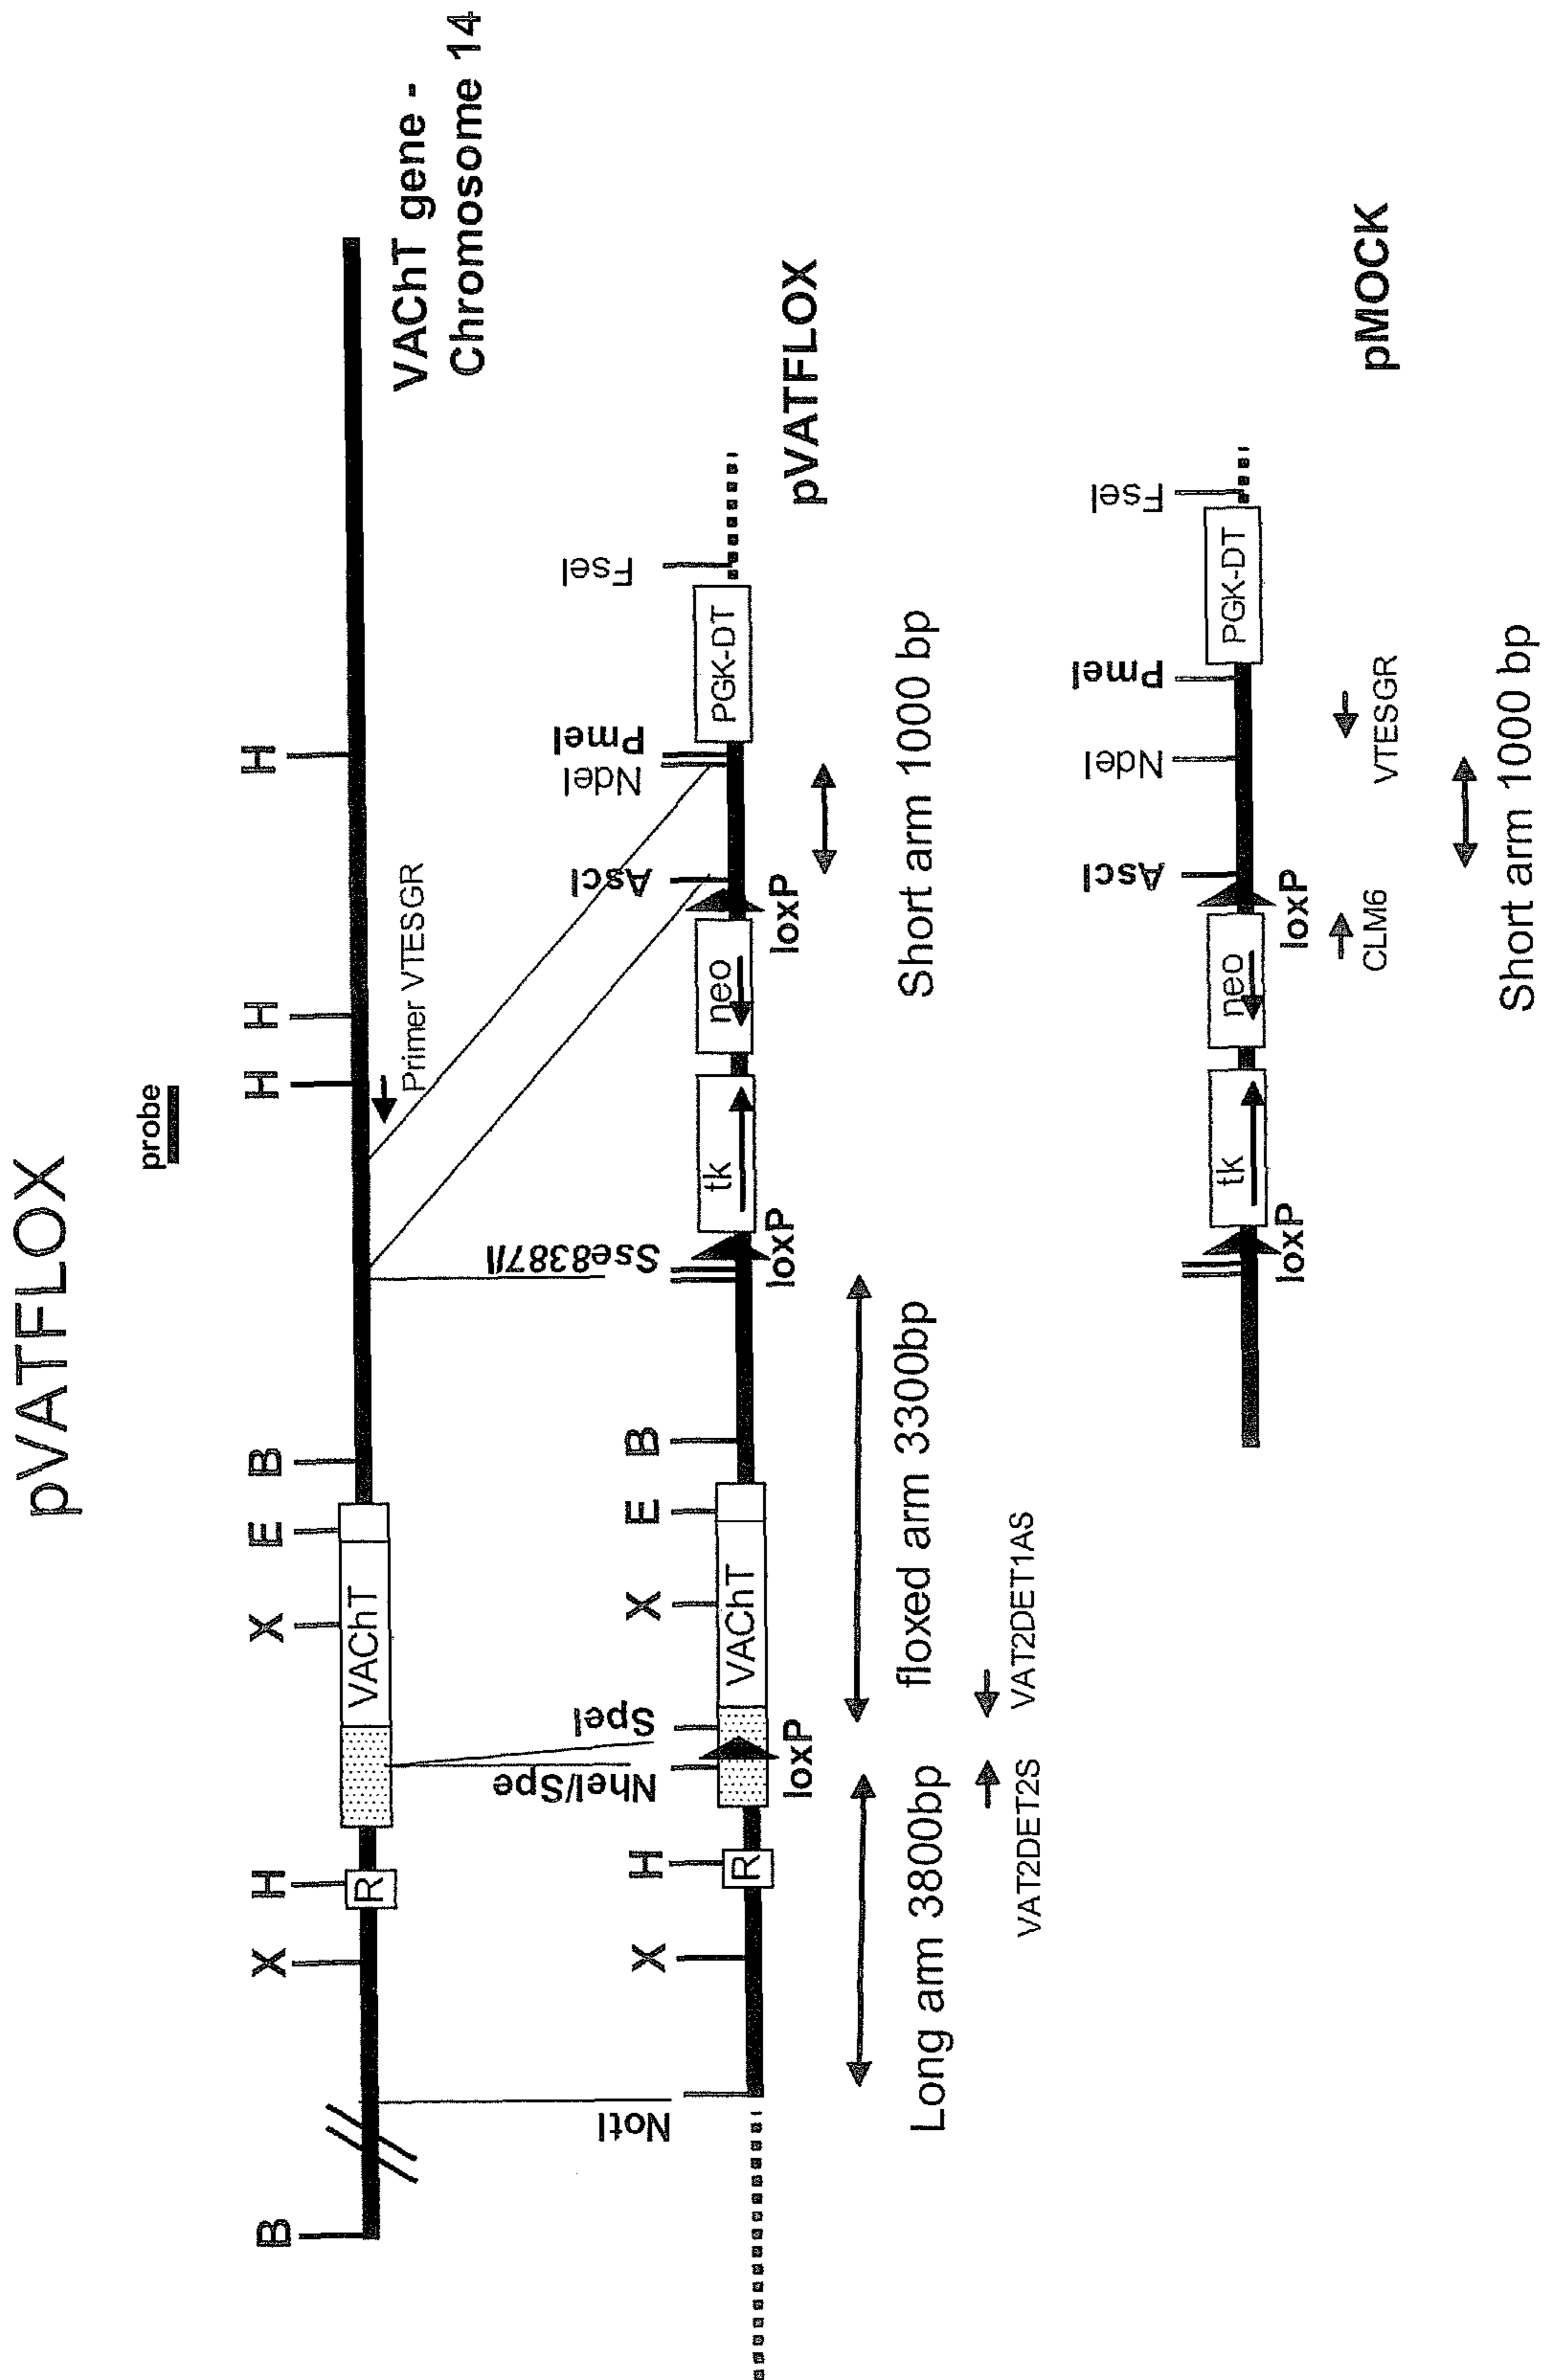 pVATFLOX
probe
B
X
H
X
E
B
H
H
H
R
VAChT
Primer VTESGR
VAChT gene -
Chromosome 14
NotI
NheI/Spe
SpeI
Sse8387/I
AscI
NdeI
PmeI
FseI
X
H
X
E
B
R
VAChT
tk
neo
PGK-DT
loxP
loxP
loxP
pVATFLOX
Long arm 3800bp
floxed arm 3300bp
Short arm 1000 bp
VAT2DET2S
VAT2DET1AS
AscI
NdeI
PmeI
FseI
tk
neo
PGK-DT
loxP
loxP
CLM6
VTESGR
pMOCK
Short arm 1000 bp